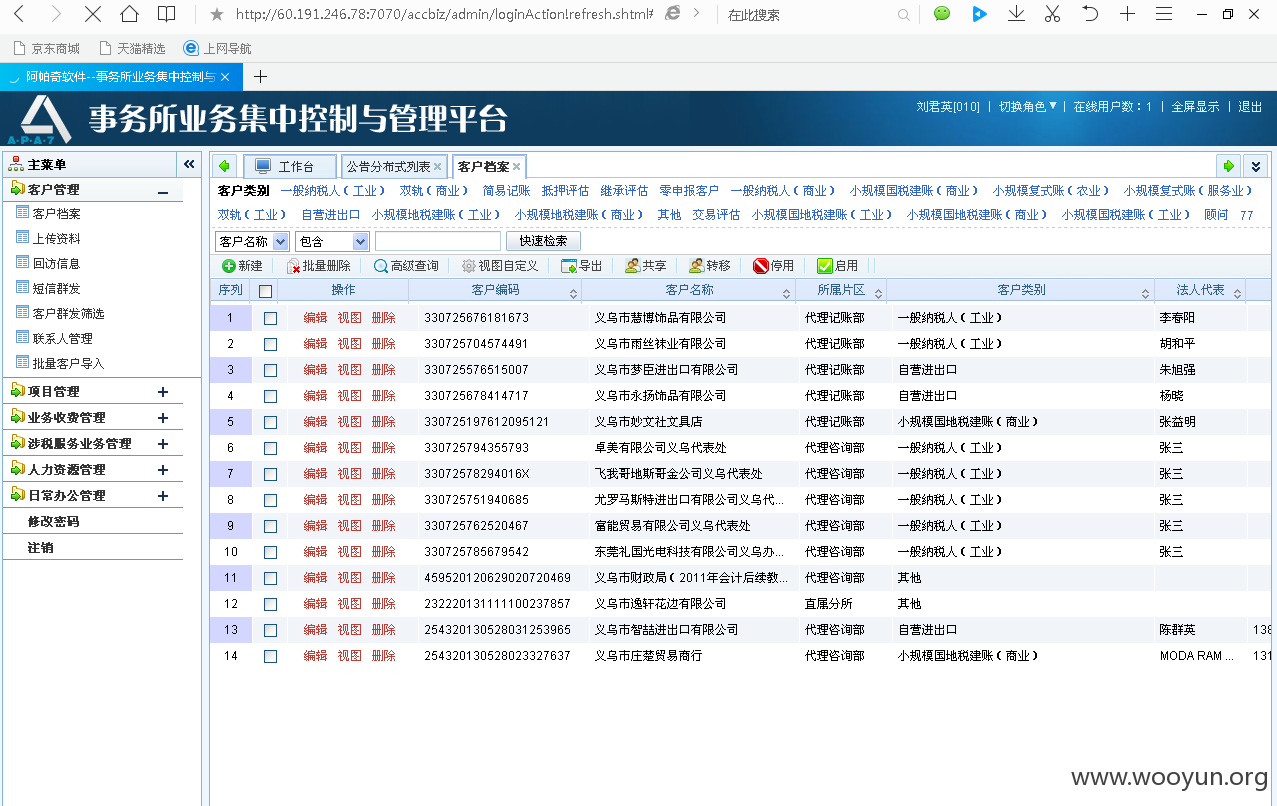 http://60.191.246.78:7070/accbiz/admin/loginAction!refresh.shtml# 在此搜索
京东商城 天猫精选 上网导航
阿帕奇软件--事务所业务集中控制与
A·P·A·7 事务所业务集中控制与管理平台 刘君英[010] | 切换角色▼ | 在线用户数：1 | 全屏显示 | 退出
主菜单
客户管理
客户档案
上传资料
回访信息
短信群发
客户群发筛选
联系人管理
批量客户导入
项目管理
业务收费管理
涉税服务业务管理
人力资源管理
日常办公管理
修改密码
注销
工作台 公告分布式列表 客户档案
客户类别 一般纳税人（工业） 双轨（商业） 简易记账 抵押评估 继承评估 零申报客户 一般纳税人（商业） 小规模国税建账（商业） 小规模复式账（农业） 小规模复式账（服务业）
双轨（工业） 自营进出口 小规模地税建账（工业） 小规模地税建账（商业） 其他 交易评估 小规模国地税建账（工业） 小规模国地税建账（商业） 小规模国税建账（工业） 顾问 77
客户名称 包含 快速检索
新建 批量删除 高级查询 视图自定义 导出 共享 转移 停用 启用
序列 操作 客户编码 客户名称 所属片区 客户类别 法人代表
1 编辑 视图 删除 330725676181673 义乌市慧博饰品有限公司 代理记账部 一般纳税人（工业） 李春阳
2 编辑 视图 删除 330725704574491 义乌市雨丝袜业有限公司 代理记账部 一般纳税人（工业） 胡和平
3 编辑 视图 删除 330725576515007 义乌市梦臣进出口有限公司 代理记账部 自营进出口 朱旭强
4 编辑 视图 删除 330725678414717 义乌市永扬饰品有限公司 代理记账部 自营进出口 杨晓
5 编辑 视图 删除 330725197612095121 义乌市妙文社文具店 代理记账部 小规模国地税建账（商业） 张益明
6 编辑 视图 删除 330725794355793 卓美有限公司义乌代表处 代理咨询部 一般纳税人（工业） 张三
7 编辑 视图 删除 33072578294016X 飞我哥地斯哥金公司义乌代表处 代理咨询部 一般纳税人（工业） 张三
8 编辑 视图 删除 330725751940685 尤罗马斯特进出口有限公司义乌代... 代理咨询部 一般纳税人（工业） 张三
9 编辑 视图 删除 330725762520467 富能贸易有限公司义乌代表处 代理咨询部 一般纳税人（工业） 张三
10 编辑 视图 删除 330725785679542 东莞礼国光电科技有限公司义乌办... 代理咨询部 一般纳税人（工业） 张三
11 编辑 视图 删除 459520120629020720469 义乌市财政局（2011年会计后续教... 代理咨询部 其他
12 编辑 视图 删除 232220131111100237857 义乌市逸轩花边有限公司 直属分所 其他
13 编辑 视图 删除 254320130528031253965 义乌市智喆进出口有限公司 代理咨询部 自营进出口 陈群英 138
14 编辑 视图 删除 254320130528023327637 义乌市庄楚贸易商行 代理咨询部 小规模国地税建账（商业） MODA RAM ... 131
www.wooyun.org